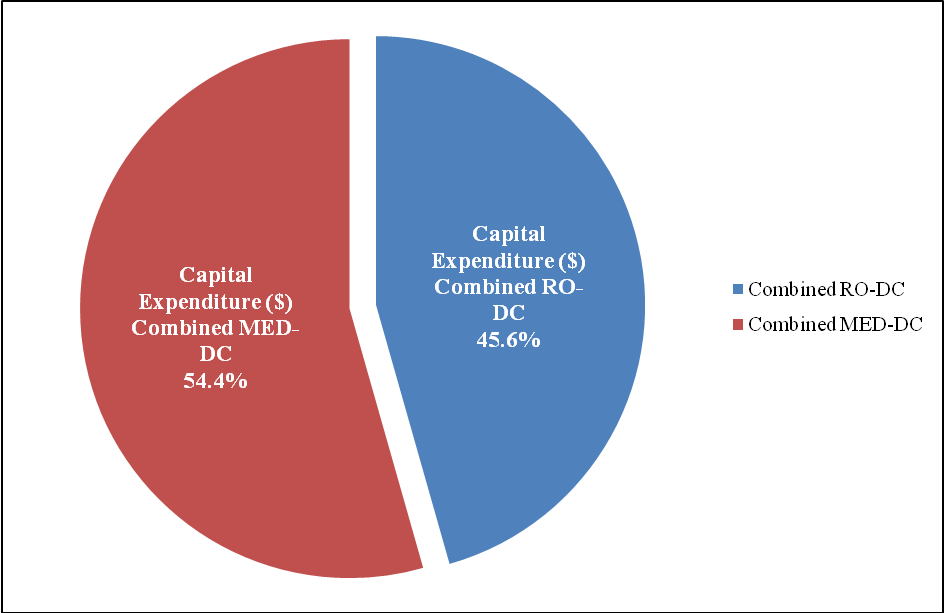 Capital
Expenditure ($)
Combined MED-
DC
54.4%
Capital
Expenditure ($)
Combined RO-
DC
45.6%
Combined RO-DC
Combined MED-DC